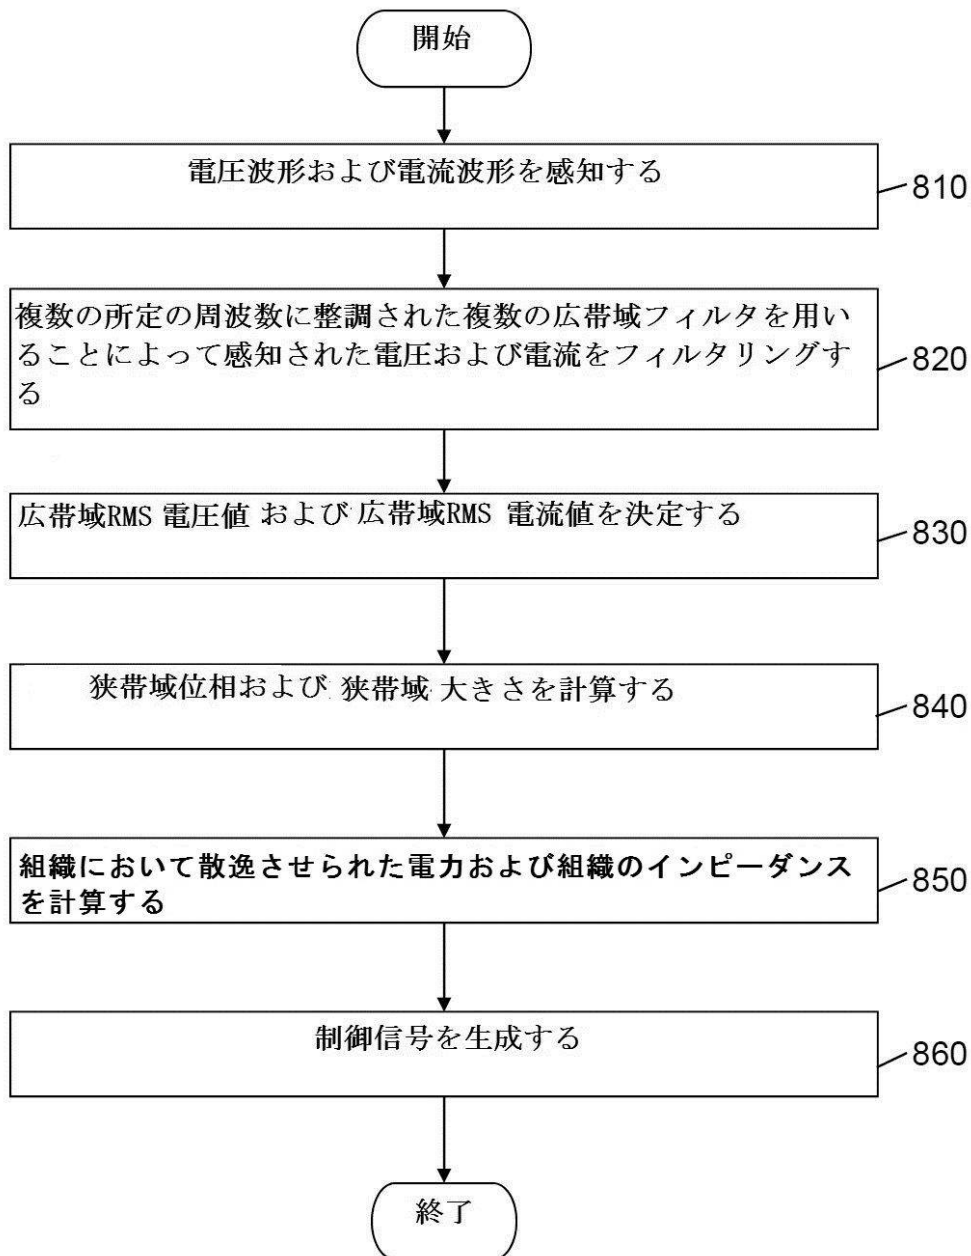 開始
電圧波形および電流波形を感知する
810
複数の所定の周波数に整調された複数の広帯域フィルタを用い
ることによって感知された電圧および電流をフィルタリングす
る
820
広帯域RMS 電圧値 および 広帯域RMS 電流値を決定する
830
狭帯域位相および 狭帯域 大きさを計算する
840
組織において散逸させられた電力および組織のインピーダンス
を計算する
850
制御信号を生成する
860
終了